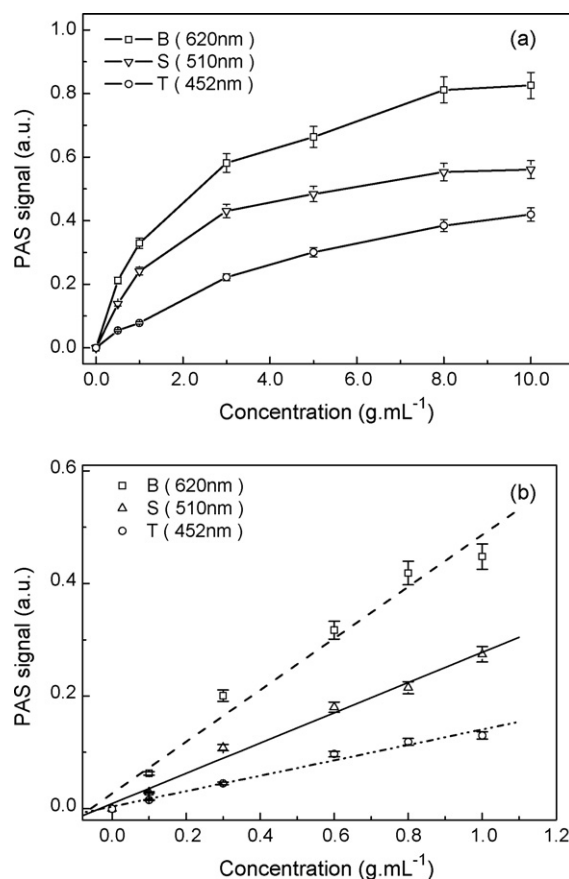 (a)
B ( 620nm )
S ( 510nm )
T ( 452nm )
PAS signal (a.u.)
1.0
0.8
0.6
0.4
0.2
0.0
0.0 2.0 4.0 6.0 8.0 10.0
Concentration (g.mL⁻¹)
(b)
B ( 620nm )
S ( 510nm )
T ( 452nm )
PAS signal (a.u.)
0.6
0.4
0.2
0.0
0.0 0.2 0.4 0.6 0.8 1.0 1.2
Concentration (g.mL⁻¹)